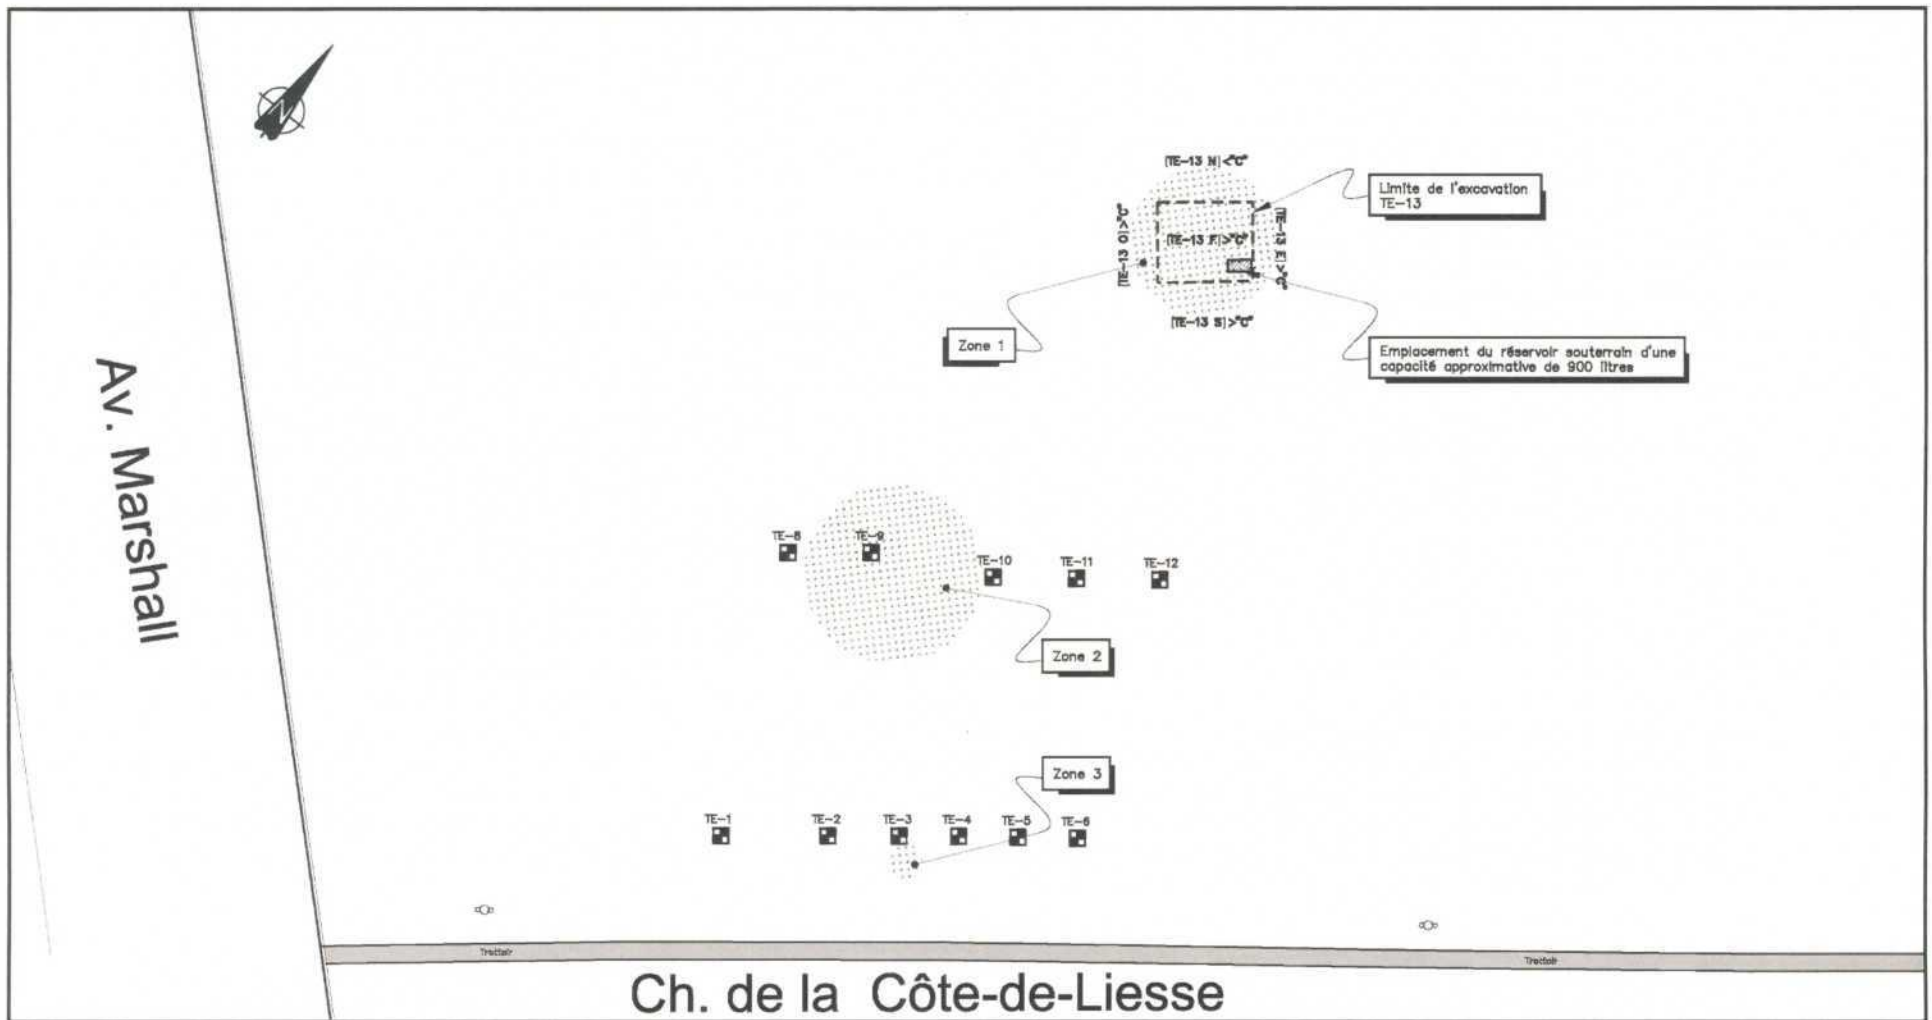 N
[TE-13 N]<"C"
Limite de l'excavation
TE-13
[TE-13 O]>"C"
[TE-13 F]>"C"
[TE-13 E]>"C"
[TE-13 S]>"C"
Zone 1
Emplacement du réservoir souterrain d'une
capacité approximative de 900 litres
Av. Marshall
TE-8
TE-9
TE-10
TE-11
TE-12
Zone 2
Zone 3
TE-1
TE-2
TE-3
TE-4
TE-5
TE-6
Trottoir
Trottoir
Ch. de la Côte-de-Liesse